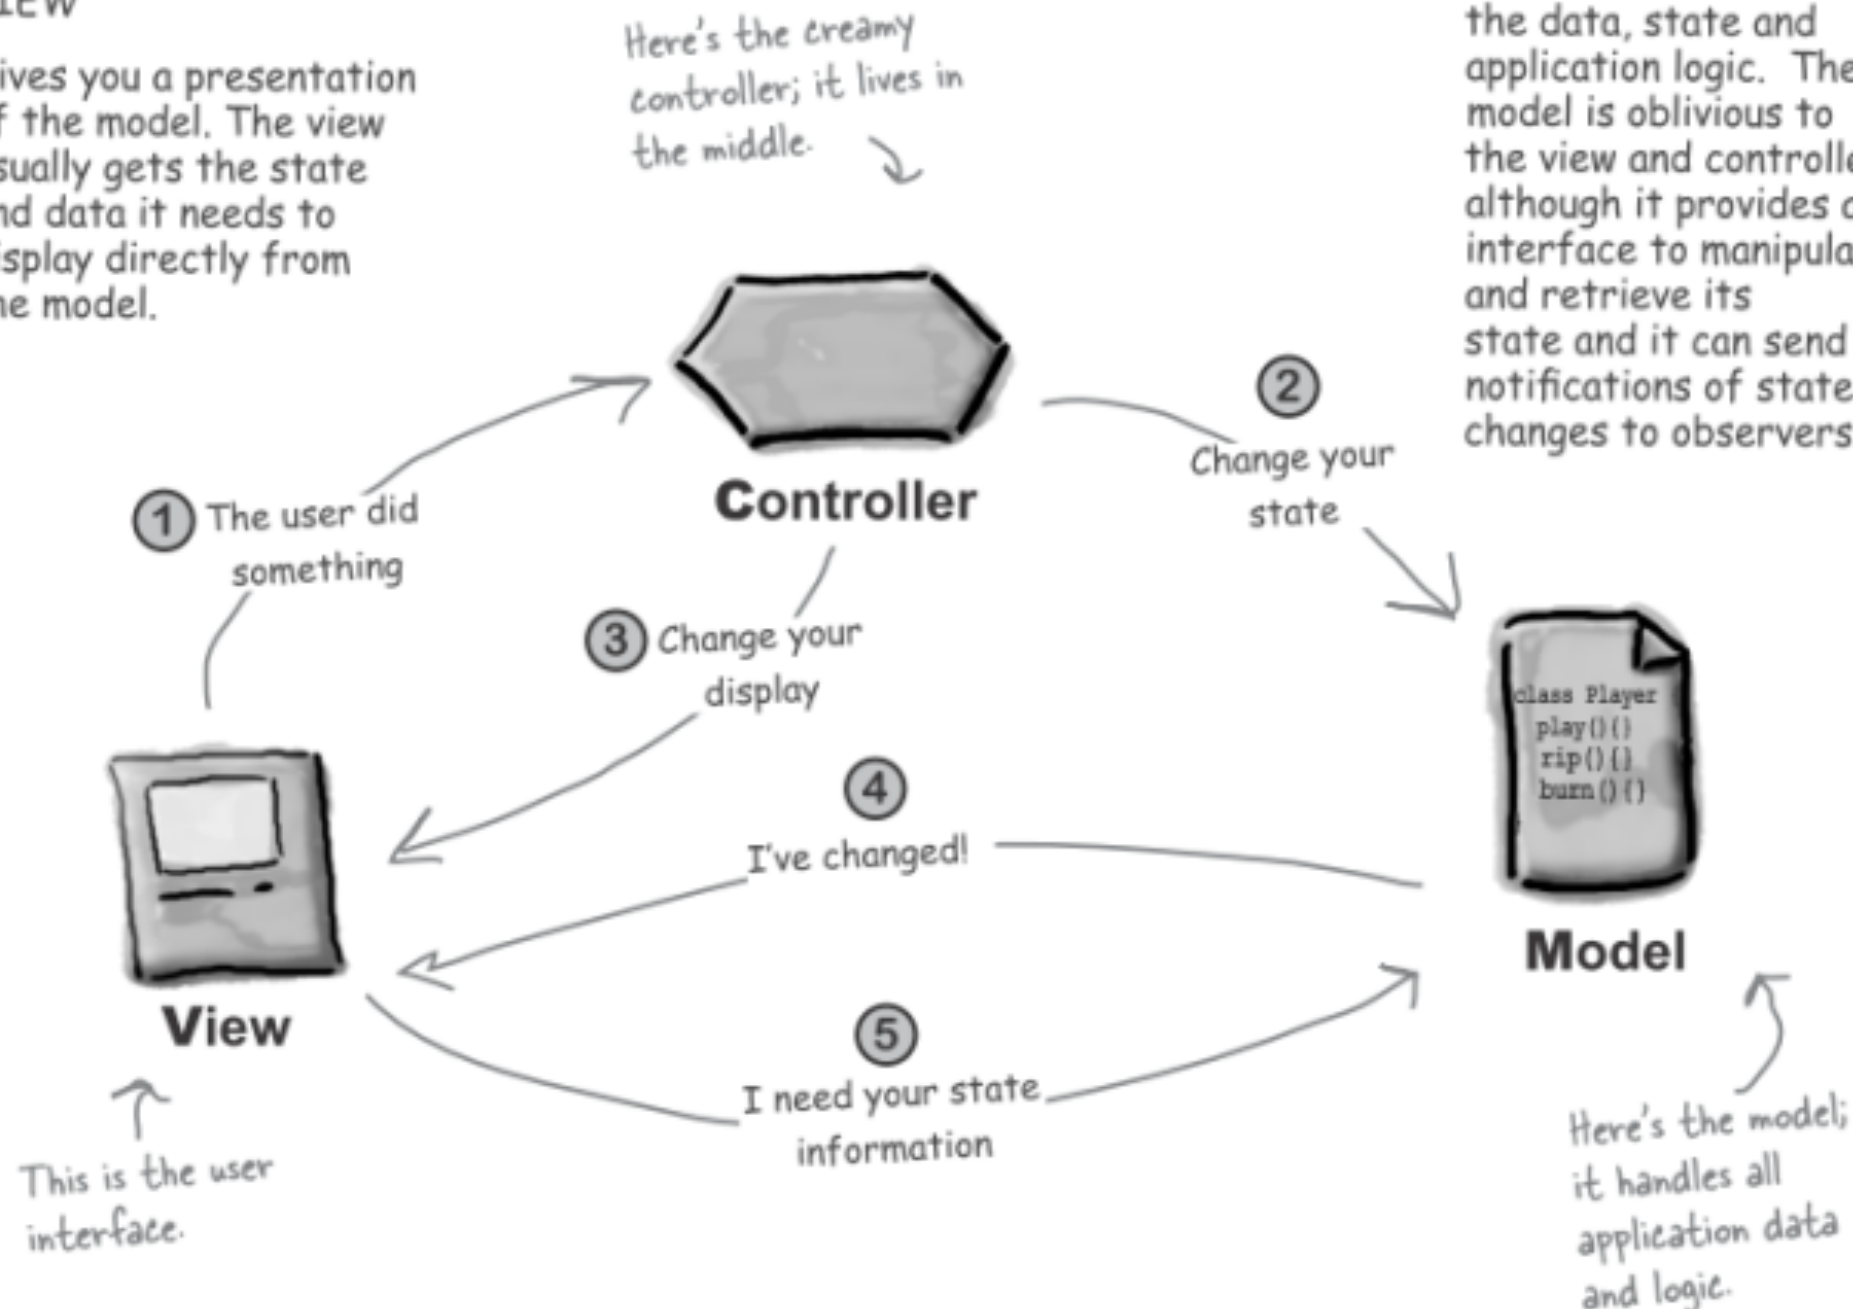 IEW
ives you a presentation
f the model. The view
sually gets the state
nd data it needs to
isplay directly from
he model.
Here's the creamy
controller; it lives in
the middle.
the data, state and
application logic. The
model is oblivious to
the view and controlle
although it provides a
interface to manipula
and retrieve its
state and it can send
notifications of state
changes to observers
Controller
1 The user did
something
2
Change your
state
3 Change your
display
4
I've changed!
class Player
play(){}
rip(){}
burn(){}
Model
View
5
I need your state
information
This is the user
interface.
Here's the model;
it handles all
application data
and logic.